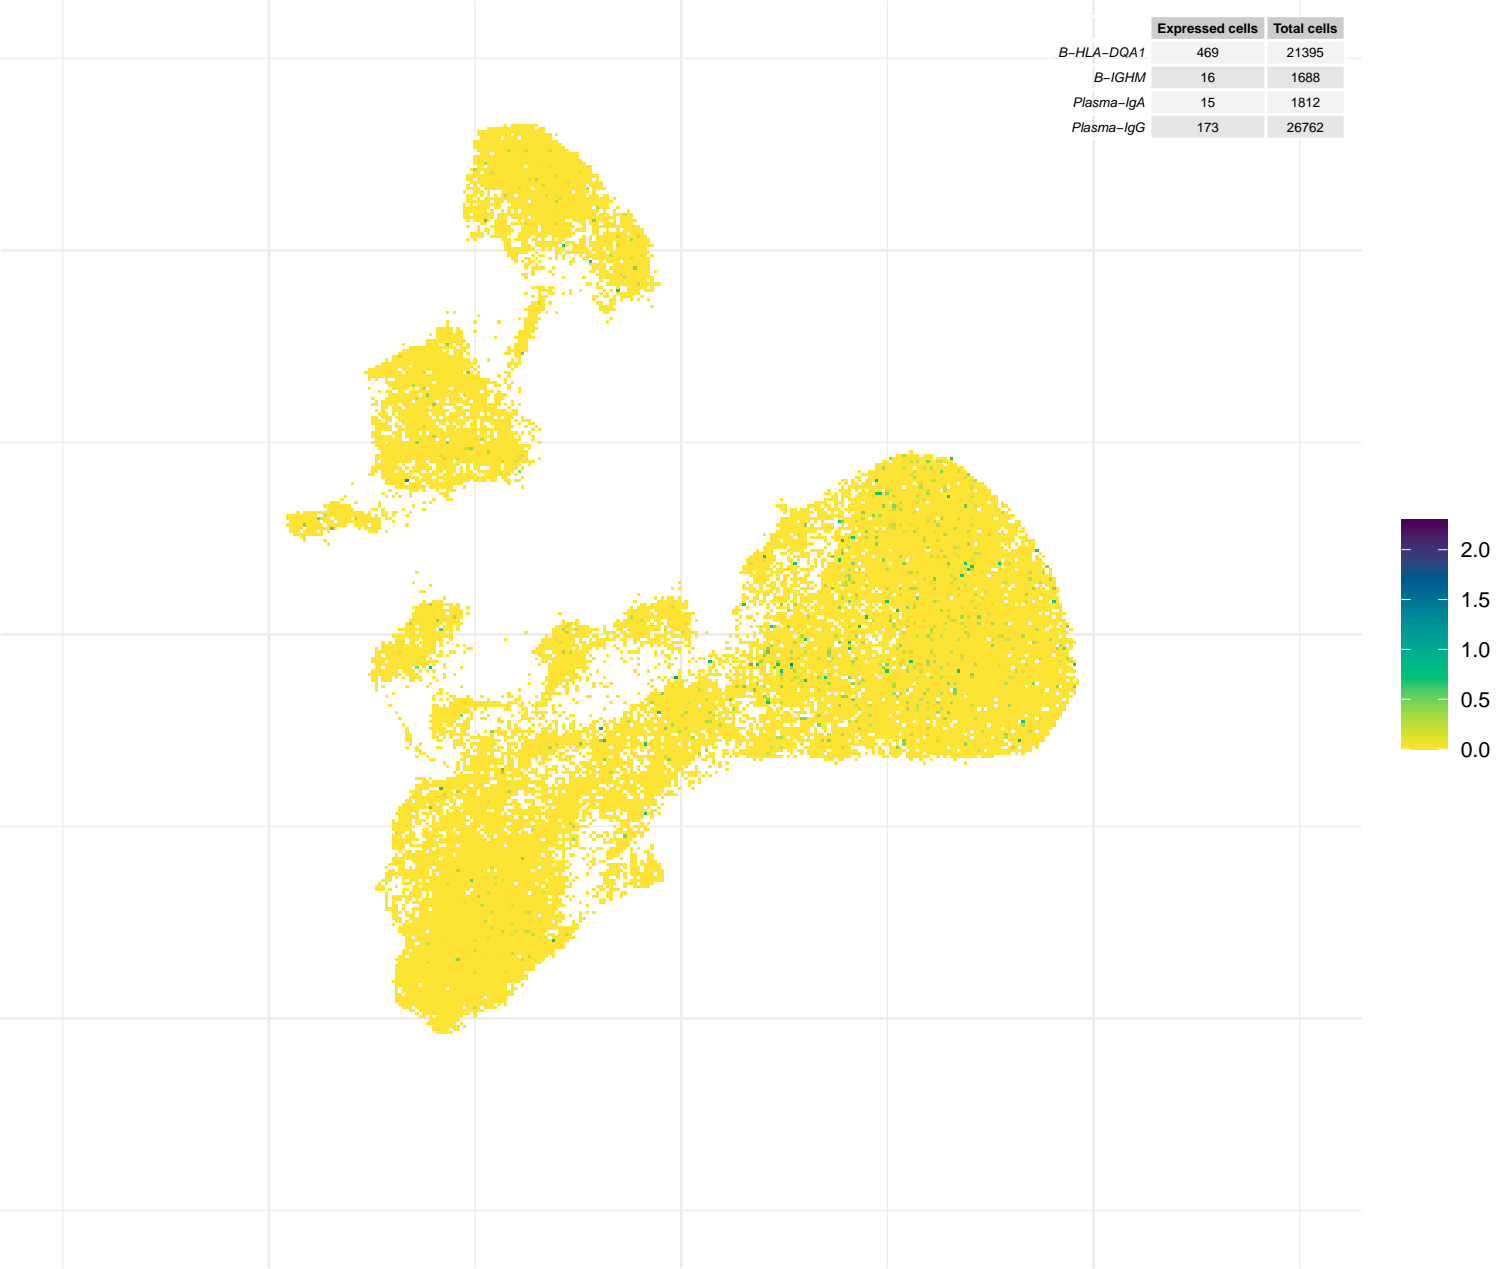 Expressed cells Total cells
B−HLA−DQA1 469 21395
B−IGHM 16 1688
Plasma−IgA 15 1812
Plasma−IgG 173 26762
2.0
1.5
1.0
0.5
0.0